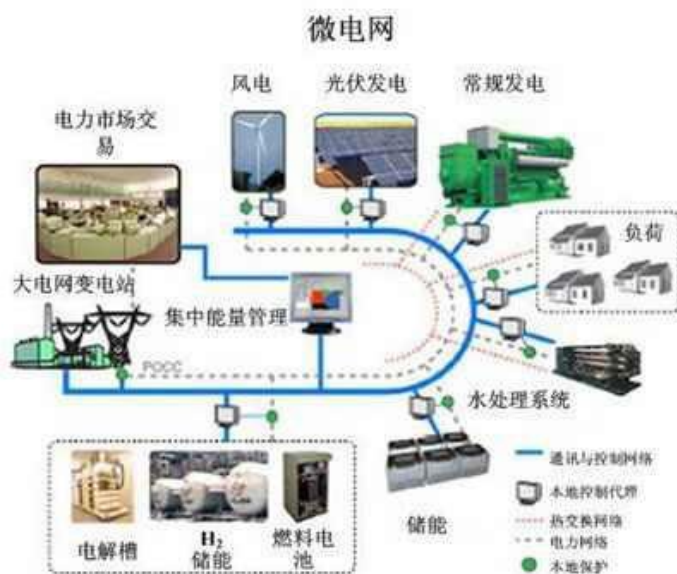 微电网
风电
光伏发电
常规发电
电力市场交
易
负荷
大电网变电站
集中能量管理
POCC
水处理系统
电解槽
H₂
储能
燃料电
池
储能
通讯与控制网络
本地控制代理
热交换网络
电力网络
本地保护